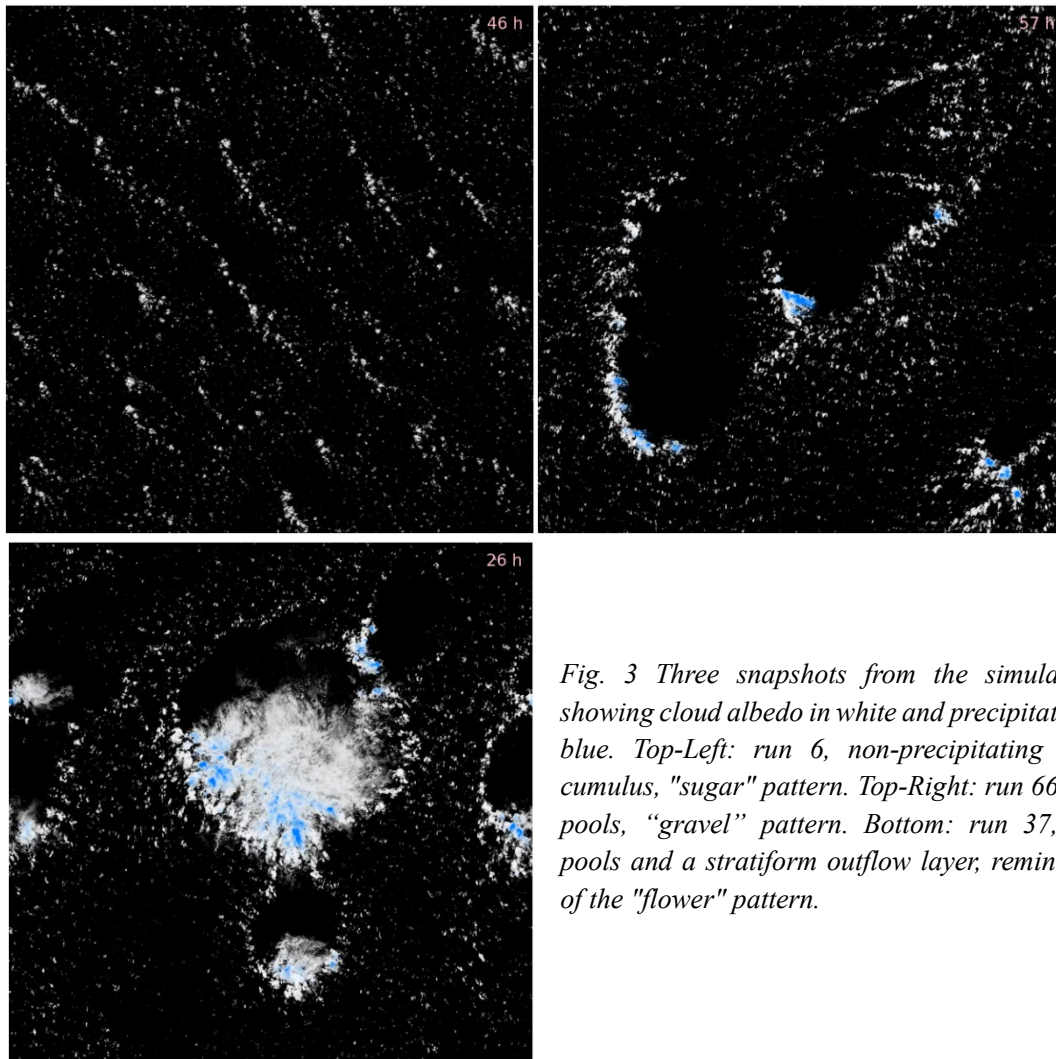 46 h
57 h
26 h
Fig. 3 Three snapshots from the simula
showing cloud albedo in white and precipitat
blue. Top-Left: run 6, non-precipitating
cumulus, "sugar" pattern. Top-Right: run 66
pools, “gravel” pattern. Bottom: run 37,
pools and a stratiform outflow layer, remin
of the "flower" pattern.